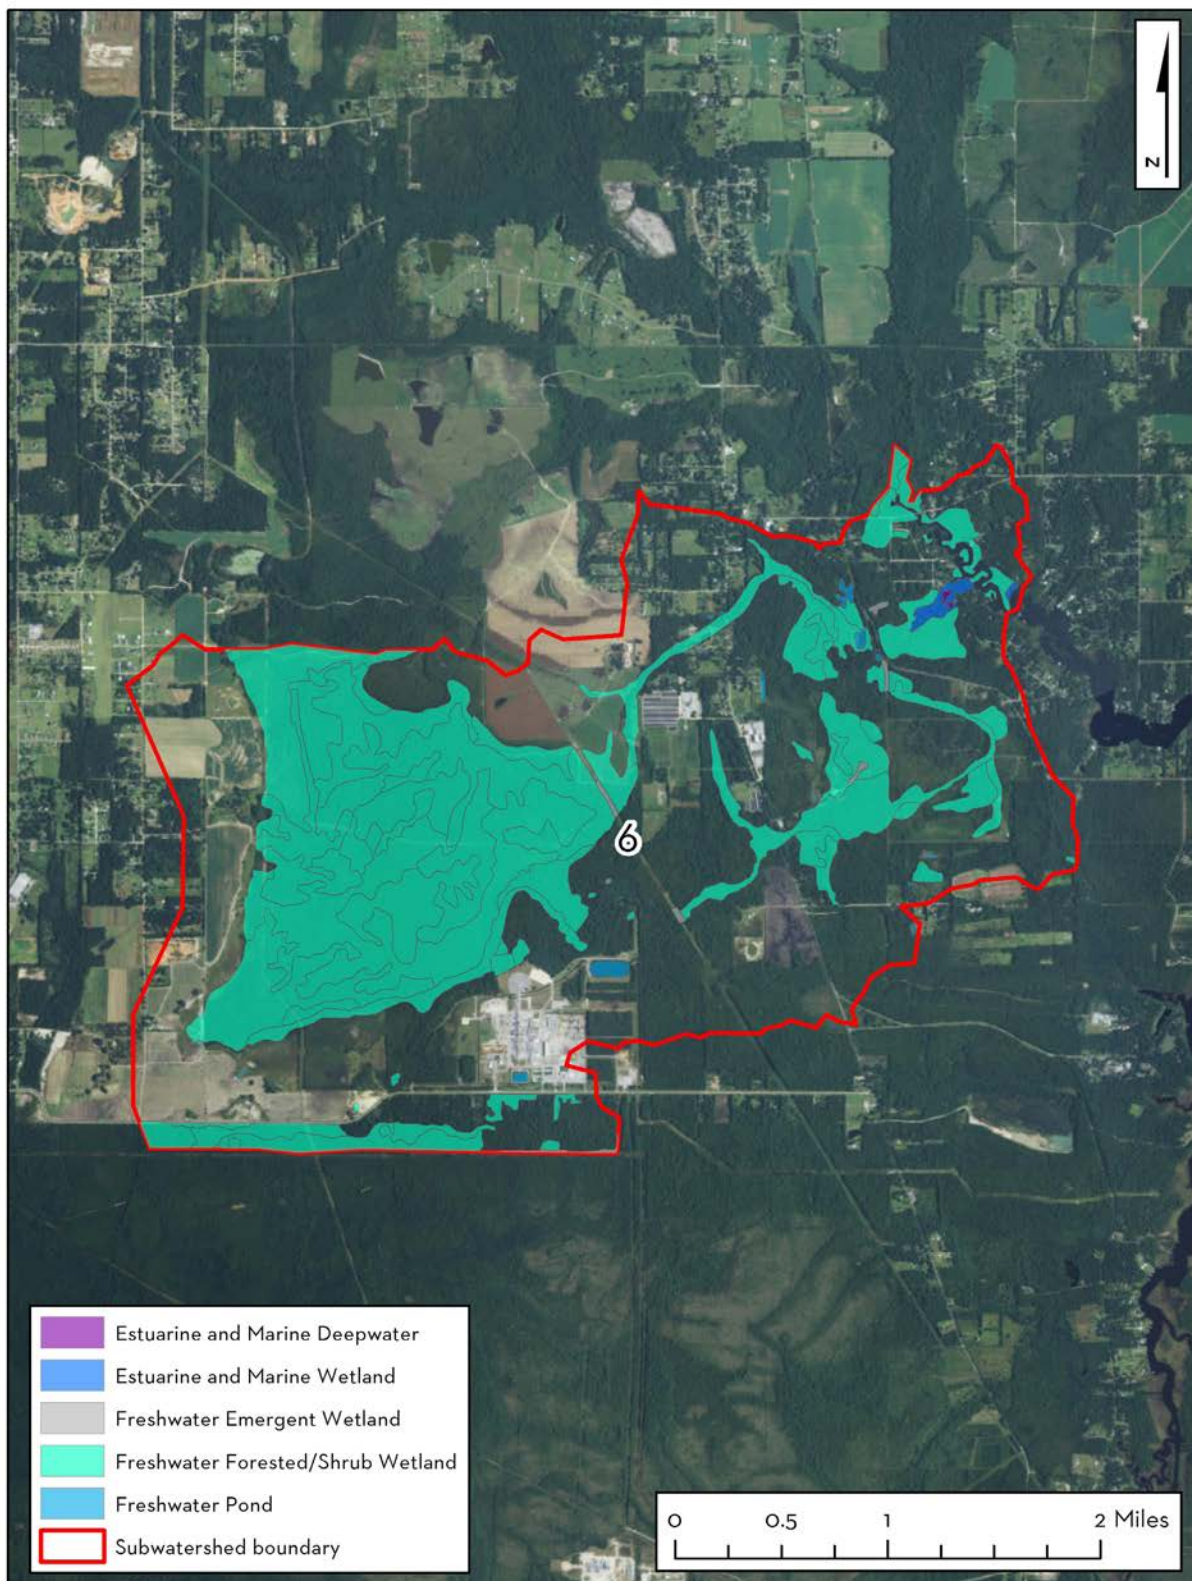 N
6
Estuarine and Marine Deepwater
Estuarine and Marine Wetland
Freshwater Emergent Wetland
Freshwater Forested/Shrub Wetland
Freshwater Pond
Subwatershed boundary
0 0.5 1 2 Miles